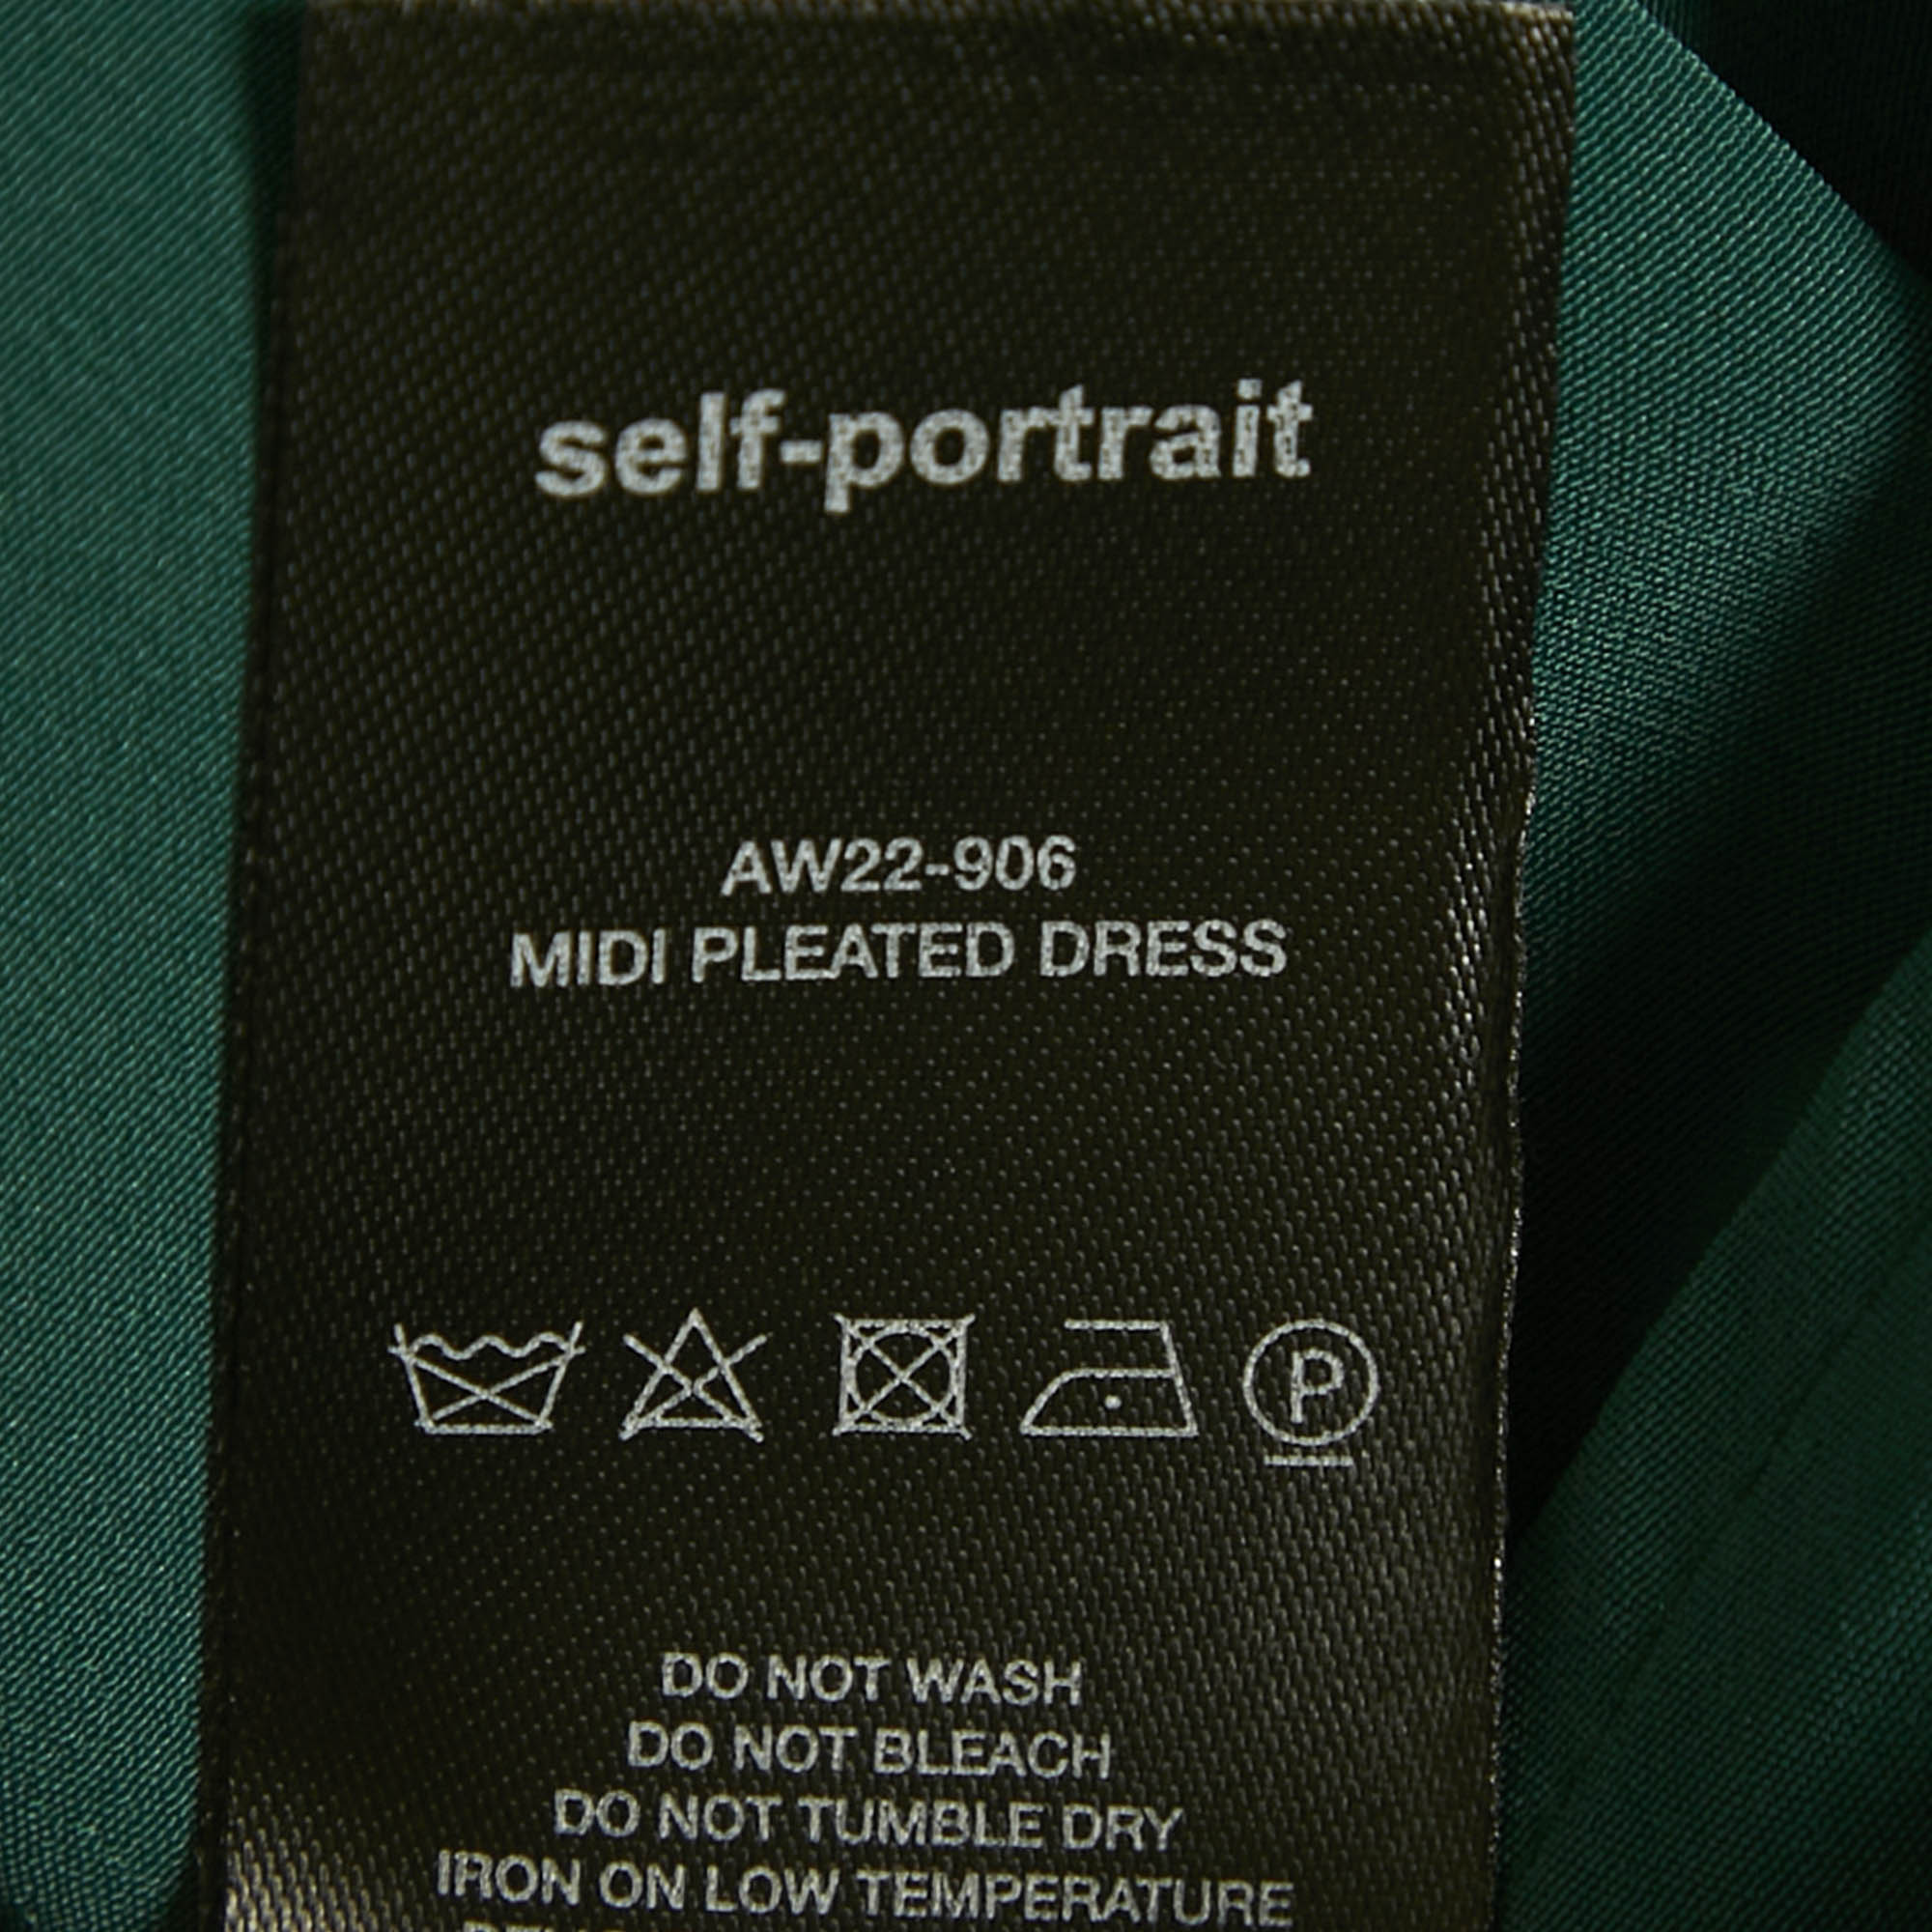 self-portrait
AW22-906
MIDI PLEATED DRESS
P
DO NOT WASH
DO NOT BLEACH
DO NOT TUMBLE DRY
IRON ON LOW TEMPERATURE